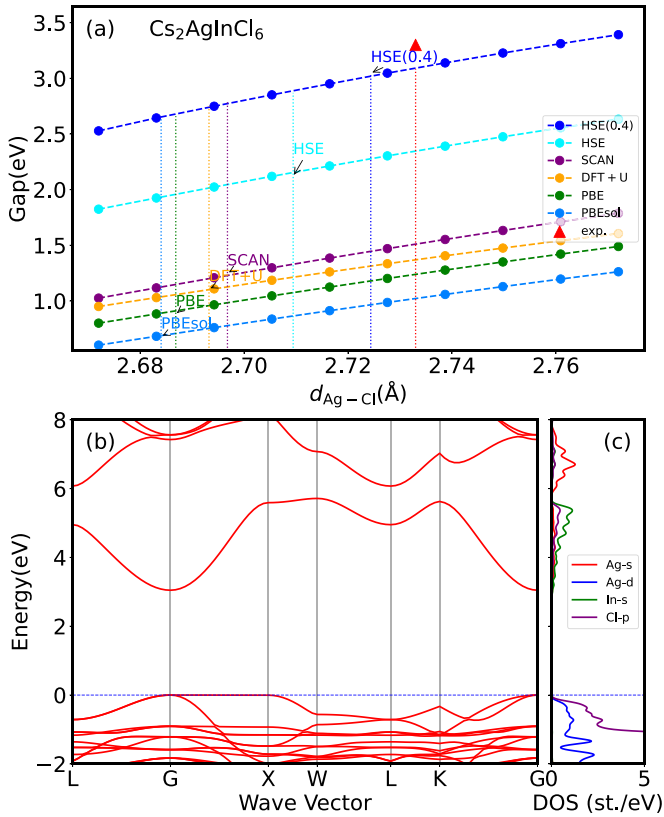 (a)
Cs₂AgInCl₆
HSE(0.4)
HSE
SCAN
DFT+U
PBE
PBEsol
HSE(0.4)
HSE
SCAN
DFT + U
PBE
PBEsol
exp.
Gap(eV)
3.5
3.0
2.5
2.0
1.5
1.0
2.68 2.70 2.72 2.74 2.76
d_Ag−Cl(Å)
(b)
(c)
Energy(eV)
8
6
4
2
0
−2
Ag-s
Ag-d
In-s
Cl-p
L G X W L K G
0 5
Wave Vector
DOS (st./eV)